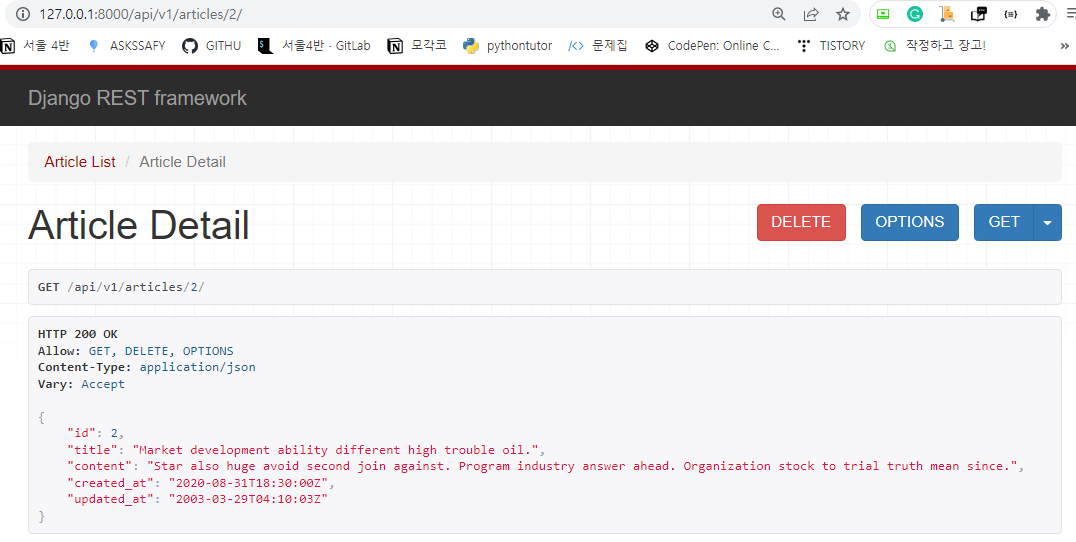 127.0.0.1:8000/api/v1/articles/2/
서울 4반 ASKSSAFY GITHU 서울4반 · GitLab 모각코 pythontutor 문제집 CodePen: Online C... TISTORY 작정하고 장고! »
Django REST framework
Article List / Article Detail
Article Detail
DELETE OPTIONS GET
GET /api/v1/articles/2/
HTTP 200 OK
Allow: GET, DELETE, OPTIONS
Content-Type: application/json
Vary: Accept
{
    "id": 2,
    "title": "Market development ability different high trouble oil.",
    "content": "Star also huge avoid second join against. Program industry answer ahead. Organization stock to trial truth mean since.",
    "created_at": "2020-08-31T18:30:00Z",
    "updated_at": "2003-03-29T04:10:03Z"
}